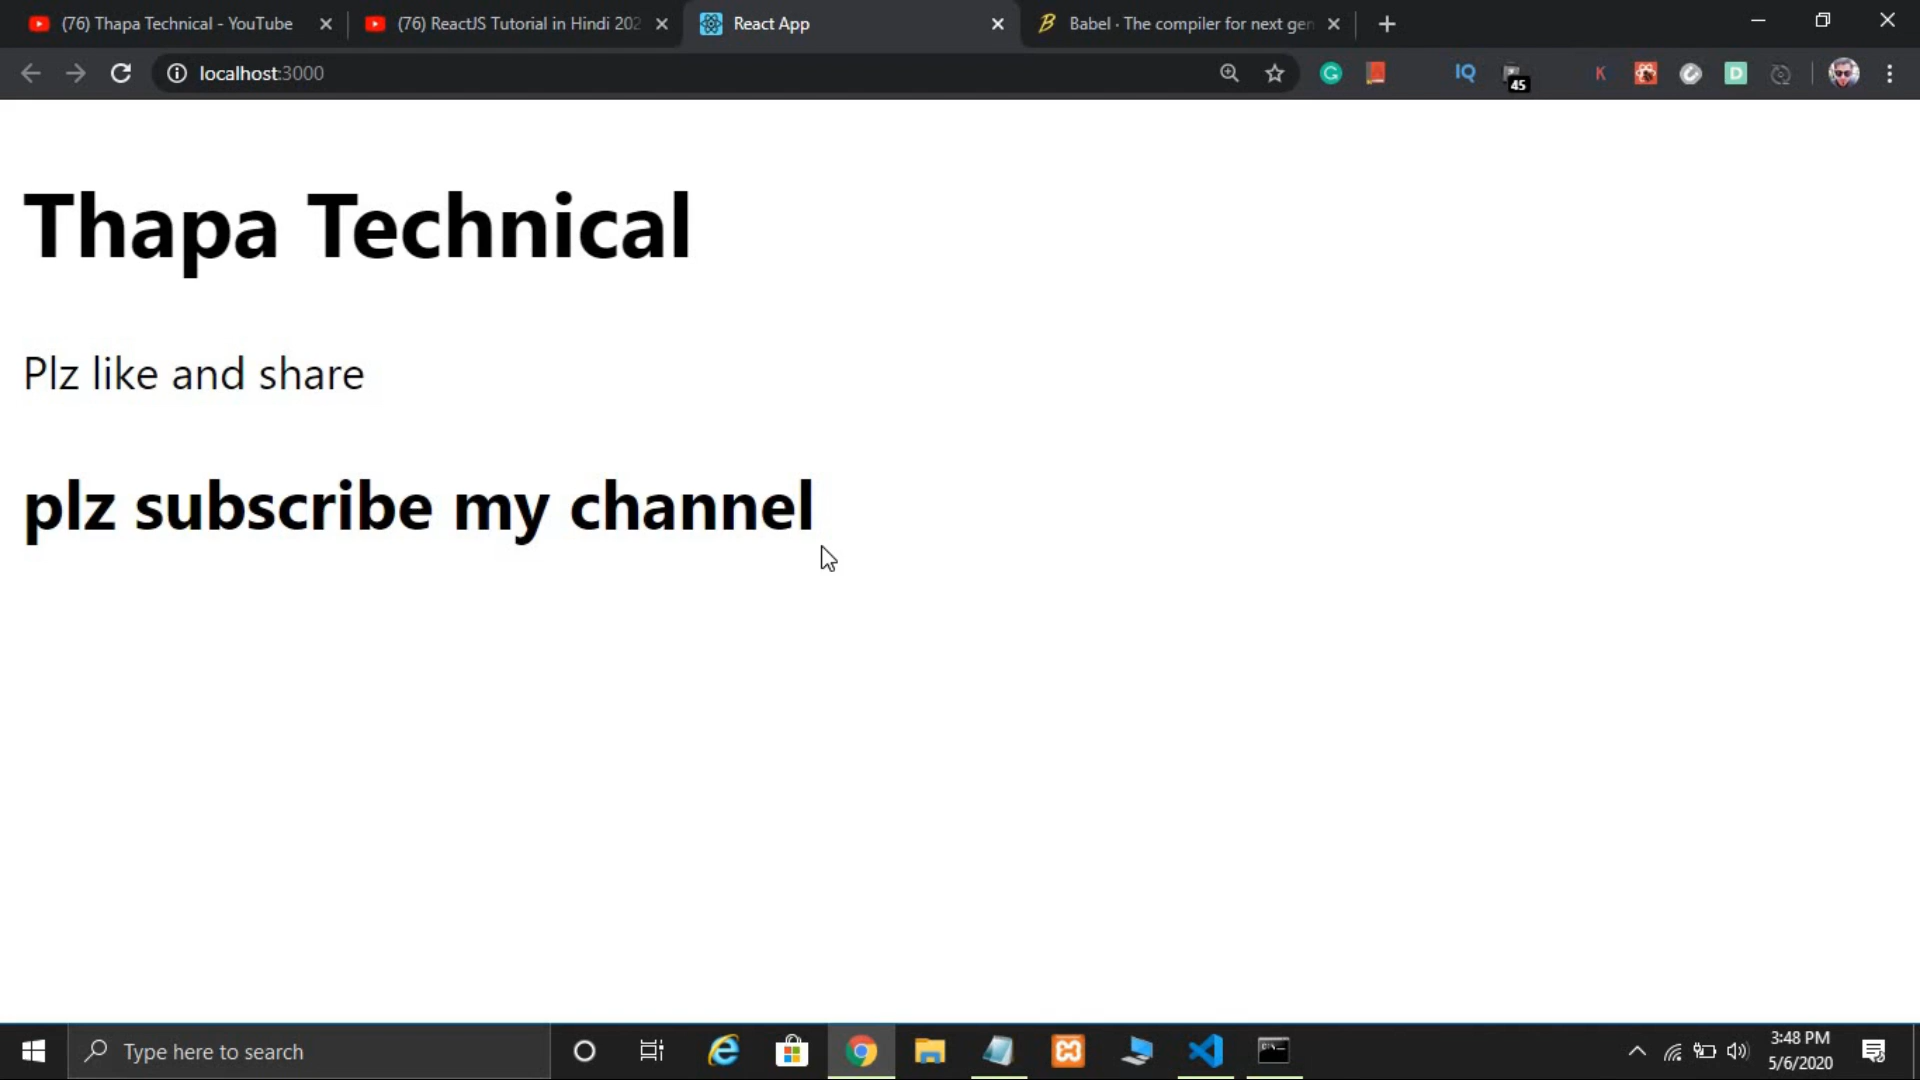 (76) Thapa Technical - YouTube
(76) ReactJS Tutorial in Hindi 202
React App
Babel · The compiler for next gen
localhost:3000
IQ
45
K
D
Thapa Technical
Plz like and share
plz subscribe my channel
Type here to search
3:48 PM
5/6/2020